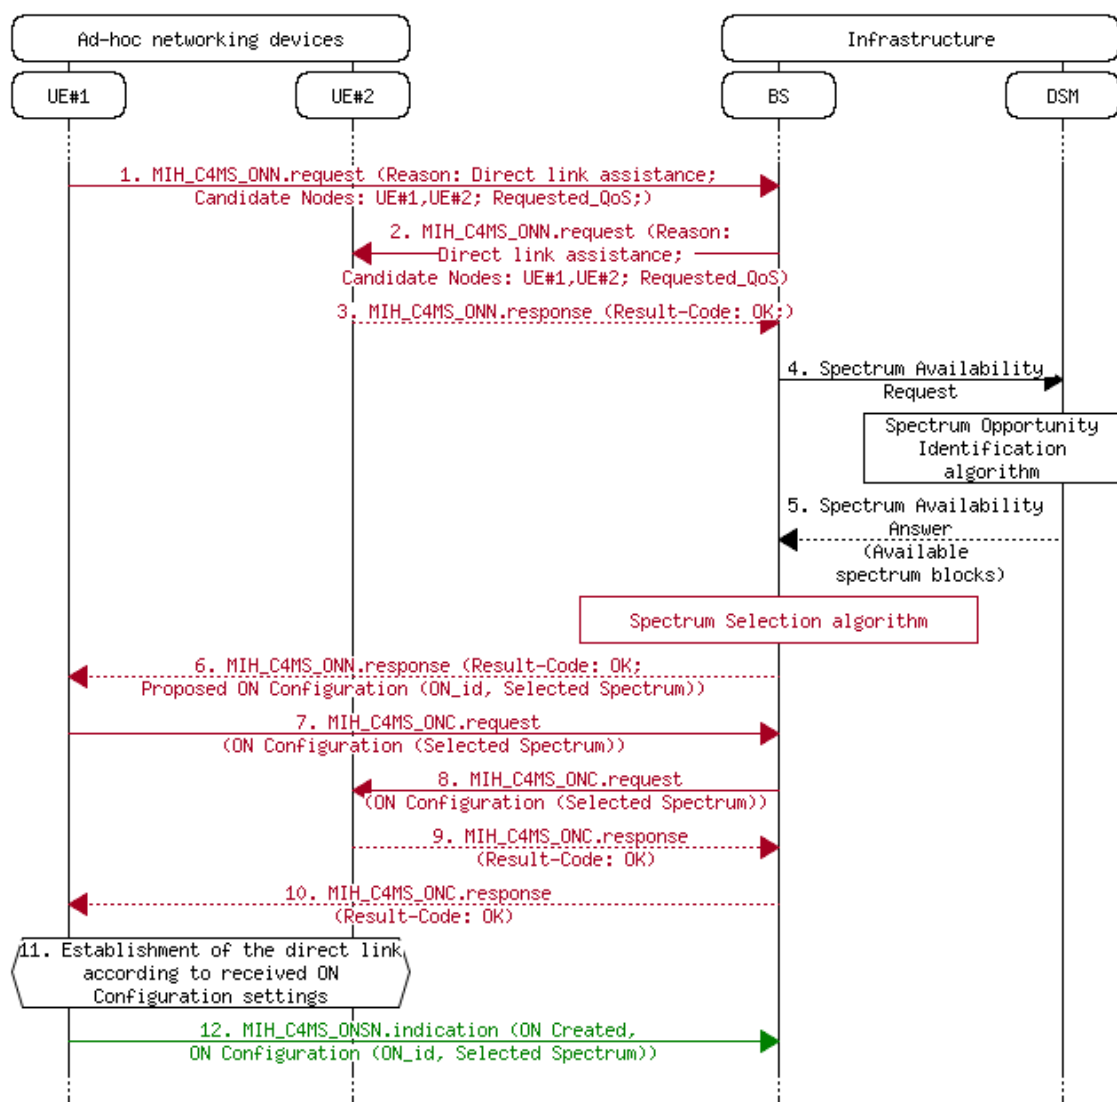 Ad-hoc networking devices
Infrastructure
UE#1
UE#2
BS
DSM
1. MIH_C4MS_ONN.request (Reason: Direct link assistance;
Candidate Nodes: UE#1,UE#2; Requested_QoS;)
2. MIH_C4MS_ONN.request (Reason:
Direct link assistance;
Candidate Nodes: UE#1,UE#2; Requested_QoS)
3. MIH_C4MS_ONN.response (Result-Code: OK;)
4. Spectrum Availability
Request
Spectrum Opportunity
Identification
algorithm
5. Spectrum Availability
Answer
(Available
spectrum blocks)
Spectrum Selection algorithm
6. MIH_C4MS_ONN.response (Result-Code: OK;
Proposed ON Configuration (ON_id, Selected Spectrum))
7. MIH_C4MS_ONC.request
(ON Configuration (Selected Spectrum))
8. MIH_C4MS_ONC.request
(ON Configuration (Selected Spectrum))
9. MIH_C4MS_ONC.response
(Result-Code: OK)
10. MIH_C4MS_ONC.response
(Result-Code: OK)
11. Establishment of the direct link
according to received ON
Configuration settings
12. MIH_C4MS_ONSN.indication (ON Created,
ON Configuration (ON_id, Selected Spectrum))